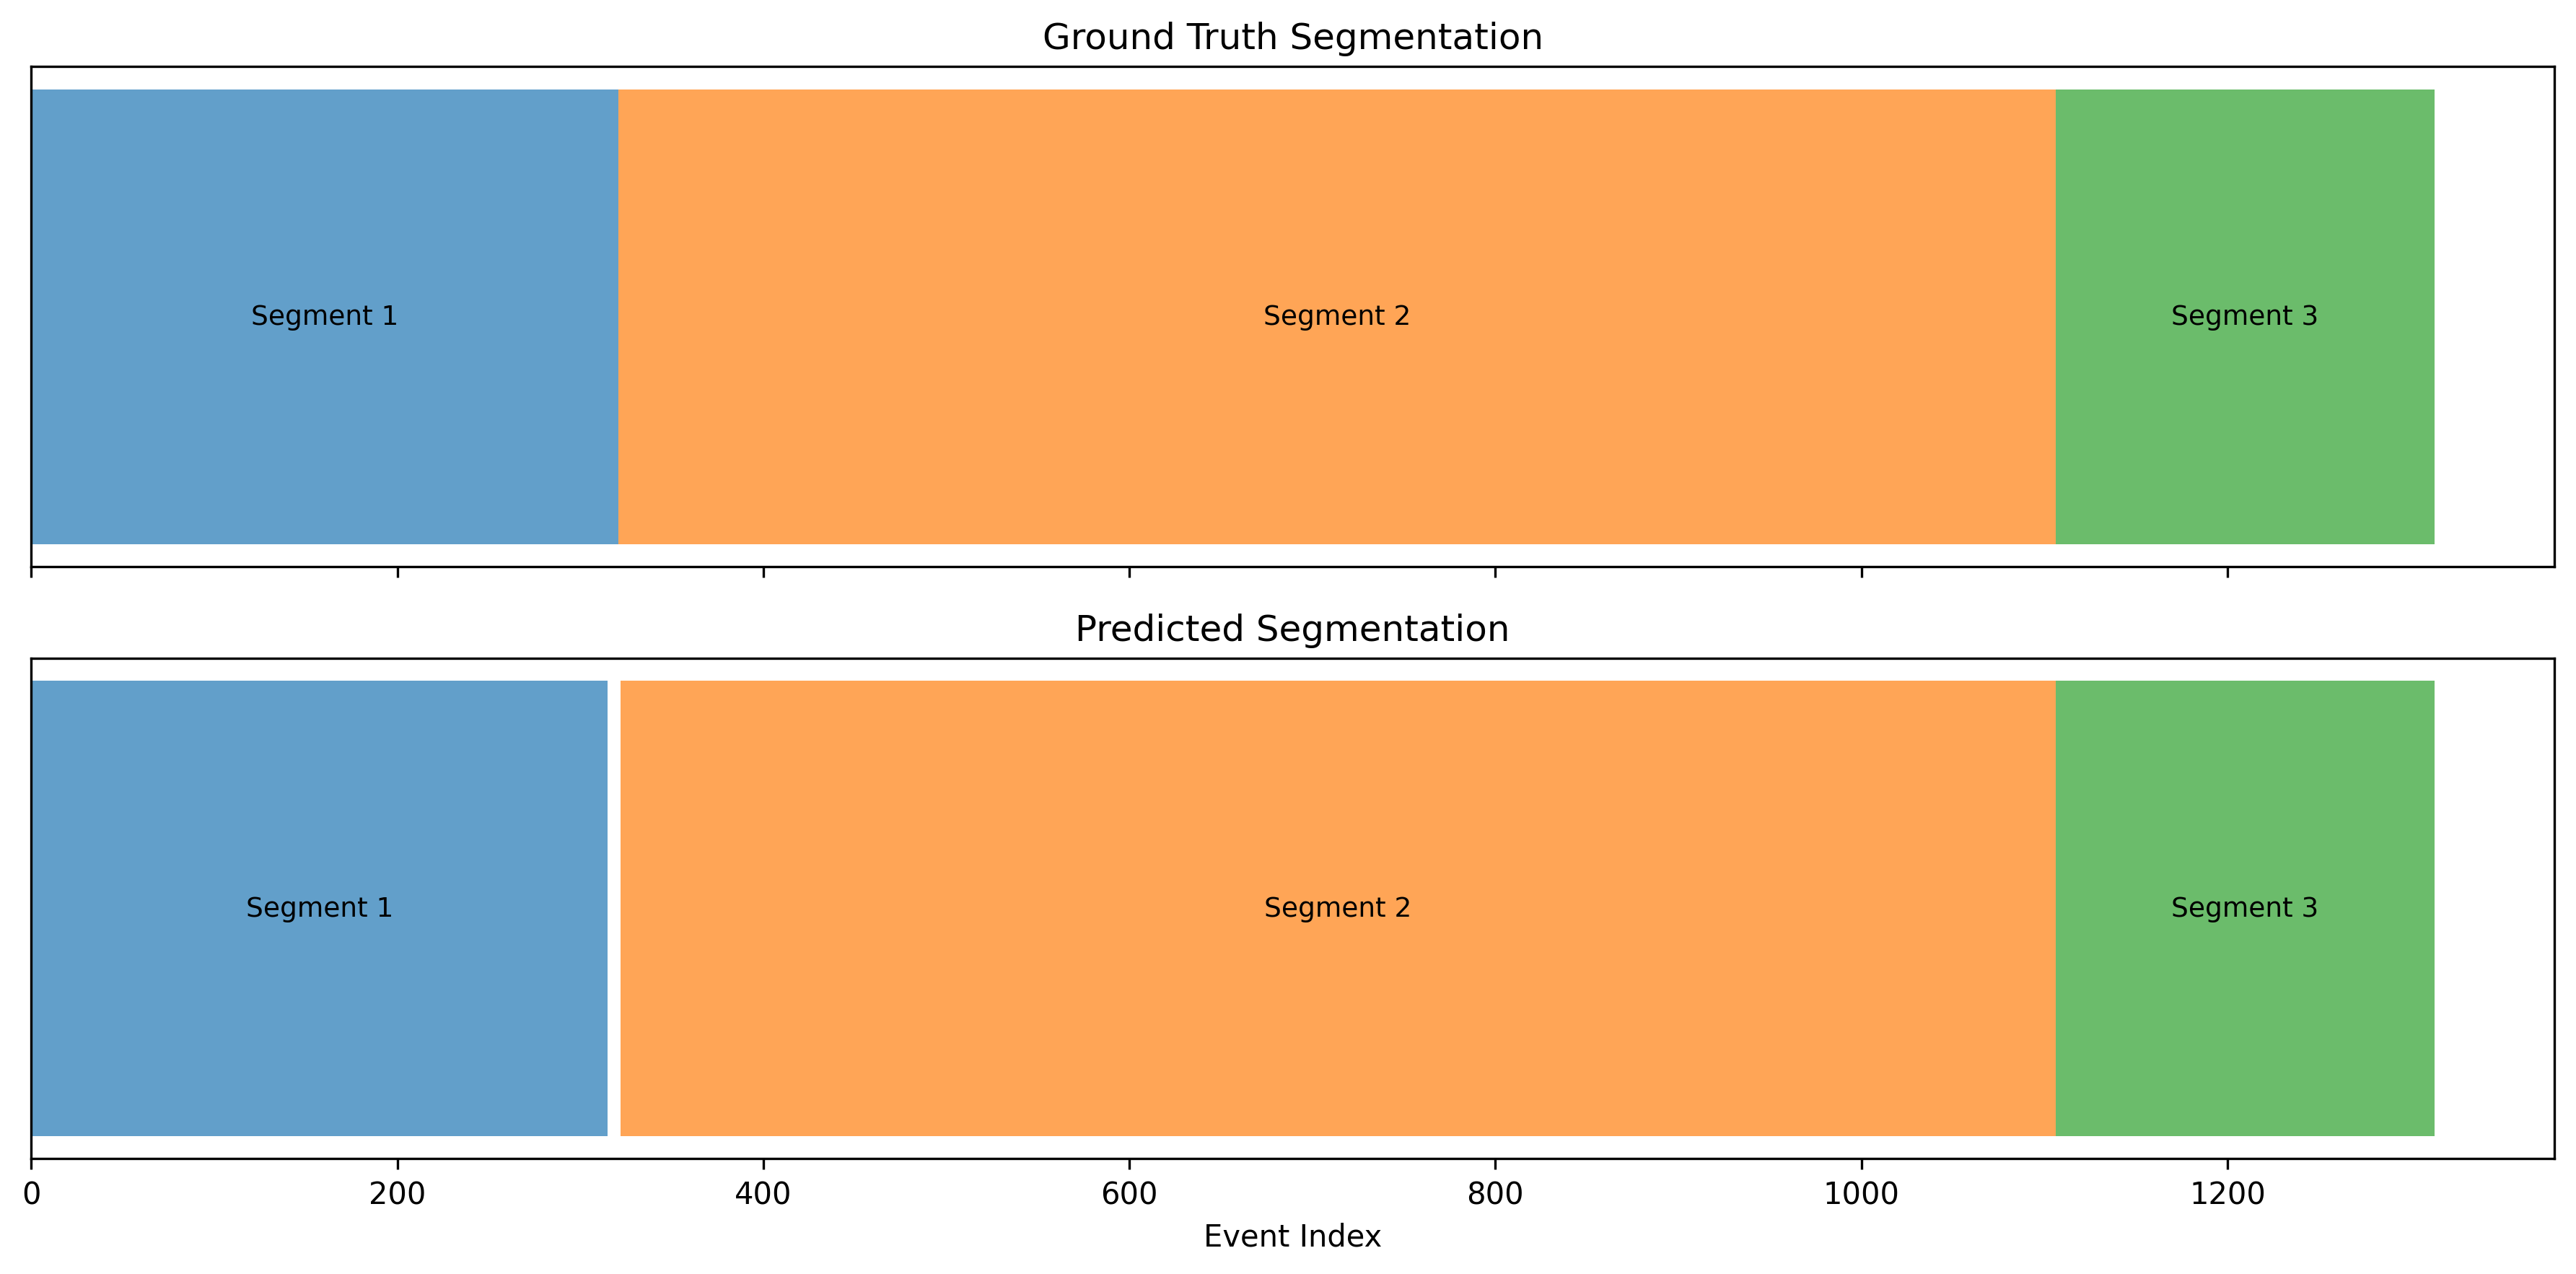 Ground Truth Segmentation
Segment 1
Segment 2
Segment 3
Predicted Segmentation
Segment 1
Segment 2
Segment 3
0
200
400
600
800
1000
1200
Event Index